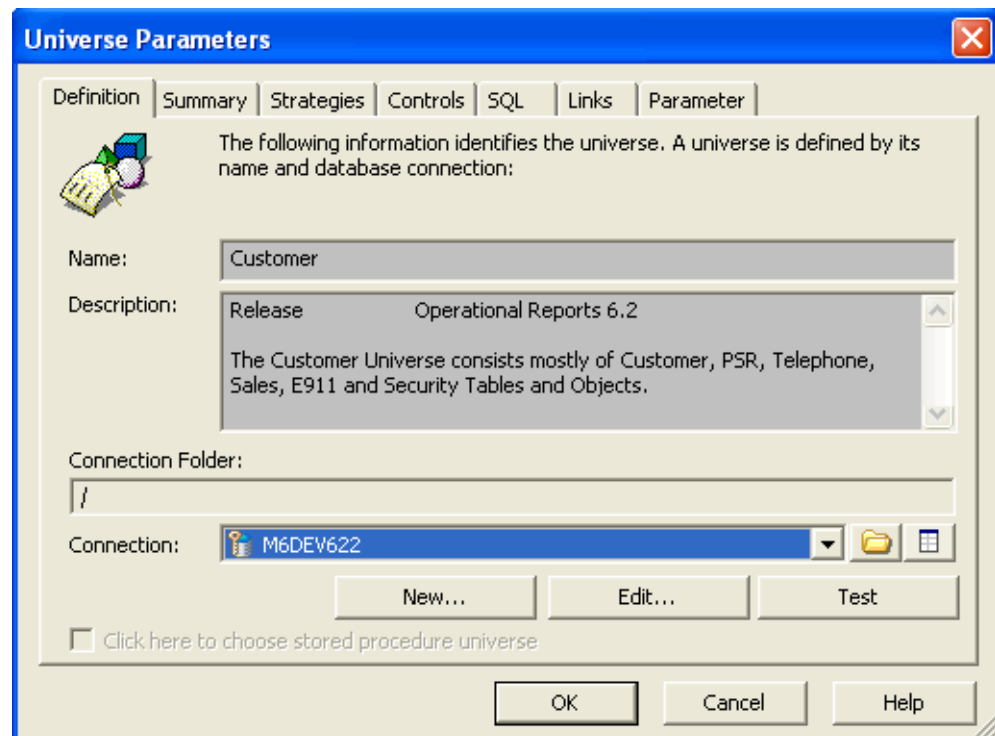 Universe Parameters
Definition Summary Strategies Controls SQL Links Parameter
The following information identifies the universe. A universe is defined by its
name and database connection:
Name: Customer
Description: Release Operational Reports 6.2
The Customer Universe consists mostly of Customer, PSR, Telephone,
Sales, E911 and Security Tables and Objects.
Connection Folder:
/
Connection: M6DEV622
New... Edit... Test
Click here to choose stored procedure universe
OK Cancel Help